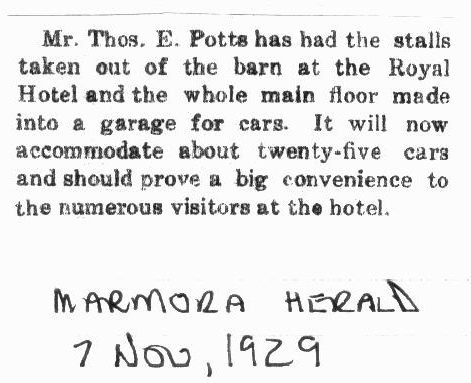 Mr. Thos. E. Potts has had the stalls
taken out of the barn at the Royal
Hotel and the whole main floor made
into a garage for cars. It will now
accommodate about twenty-five cars
and should prove a big convenience to
the numerous visitors at the hotel.
MARMORA HERALD
7 NOV, 1929